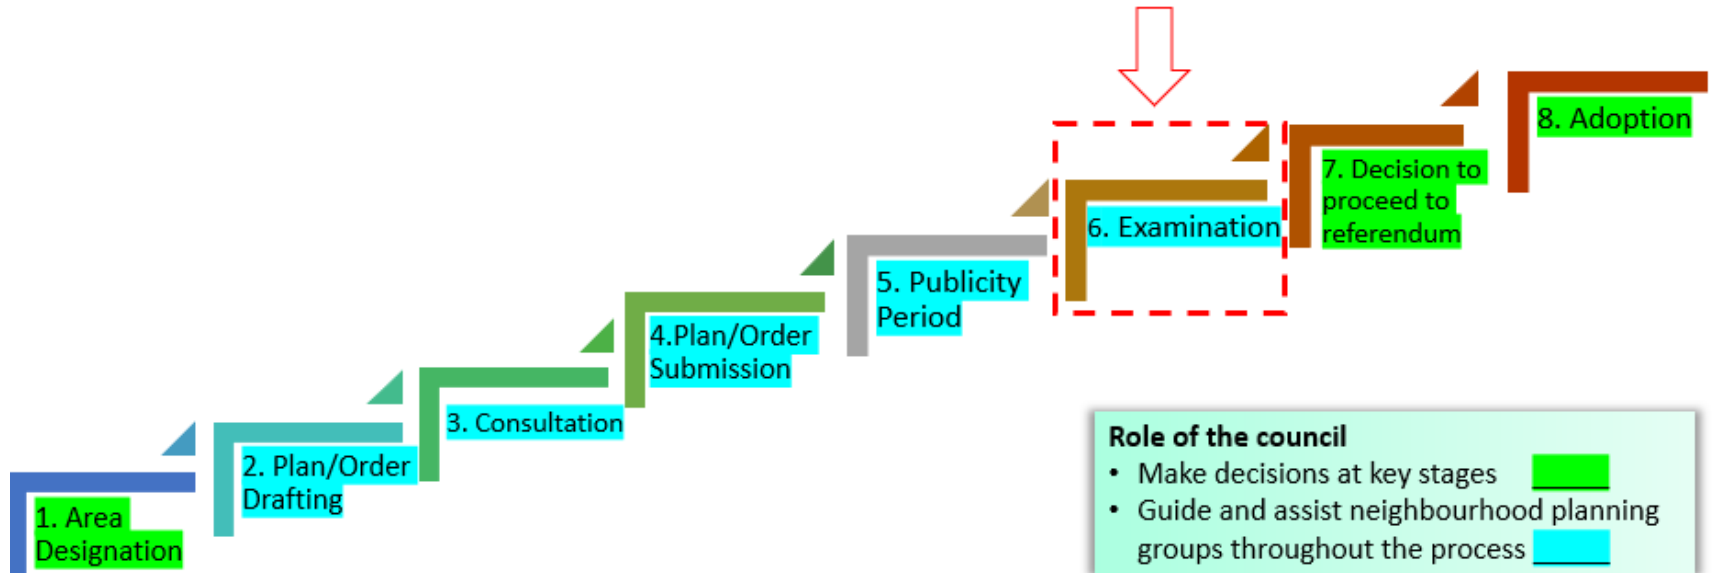 1. Area
Designation
2. Plan/Order
Drafting
3. Consultation
4.Plan/Order
Submission
5. Publicity
Period
6. Examination
7. Decision to
proceed to
referendum
8. Adoption
Role of the council
• Make decisions at key stages ______
• Guide and assist neighbourhood planning
groups throughout the process ______